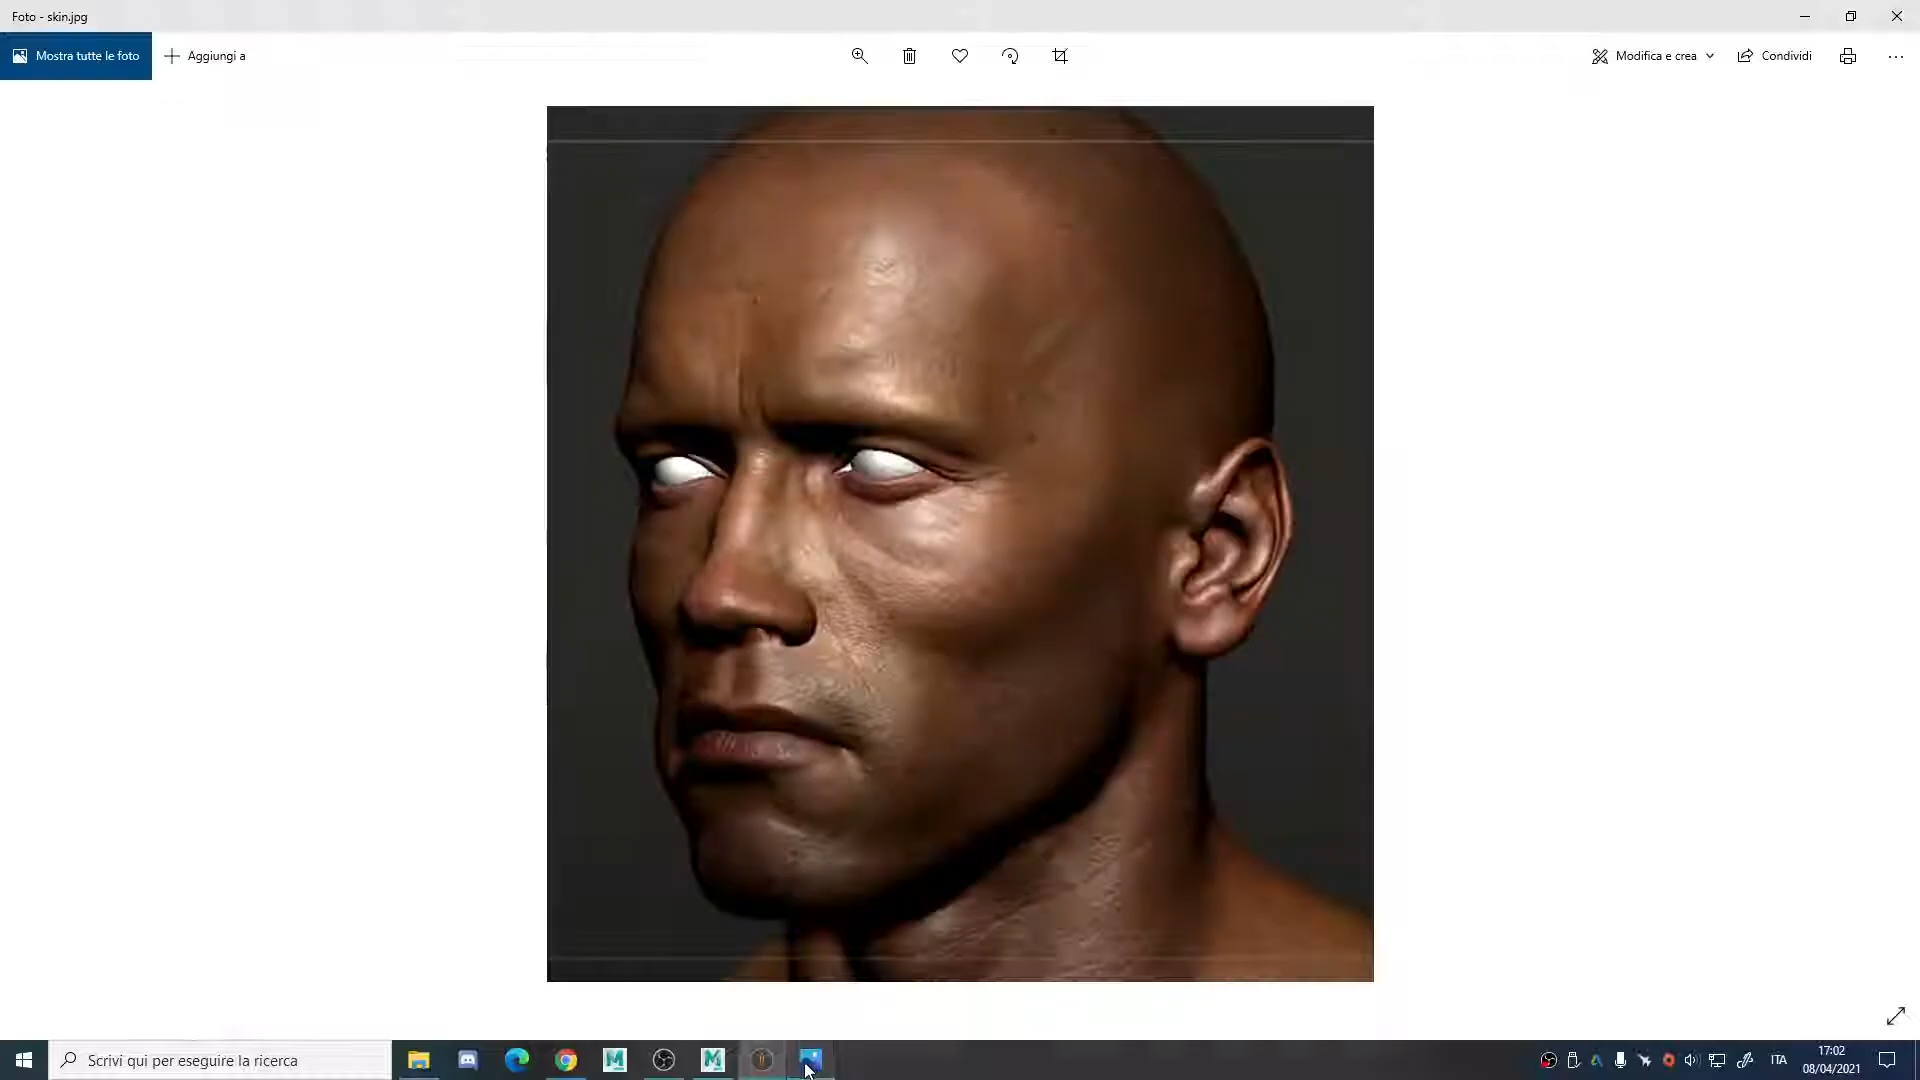 Foto - skin.jpg
Mostra tutte le foto
Aggiungi a
Modifica e crea
Condividi
Scrivi qui per eseguire la ricerca
ITA
17:02
08/04/2021